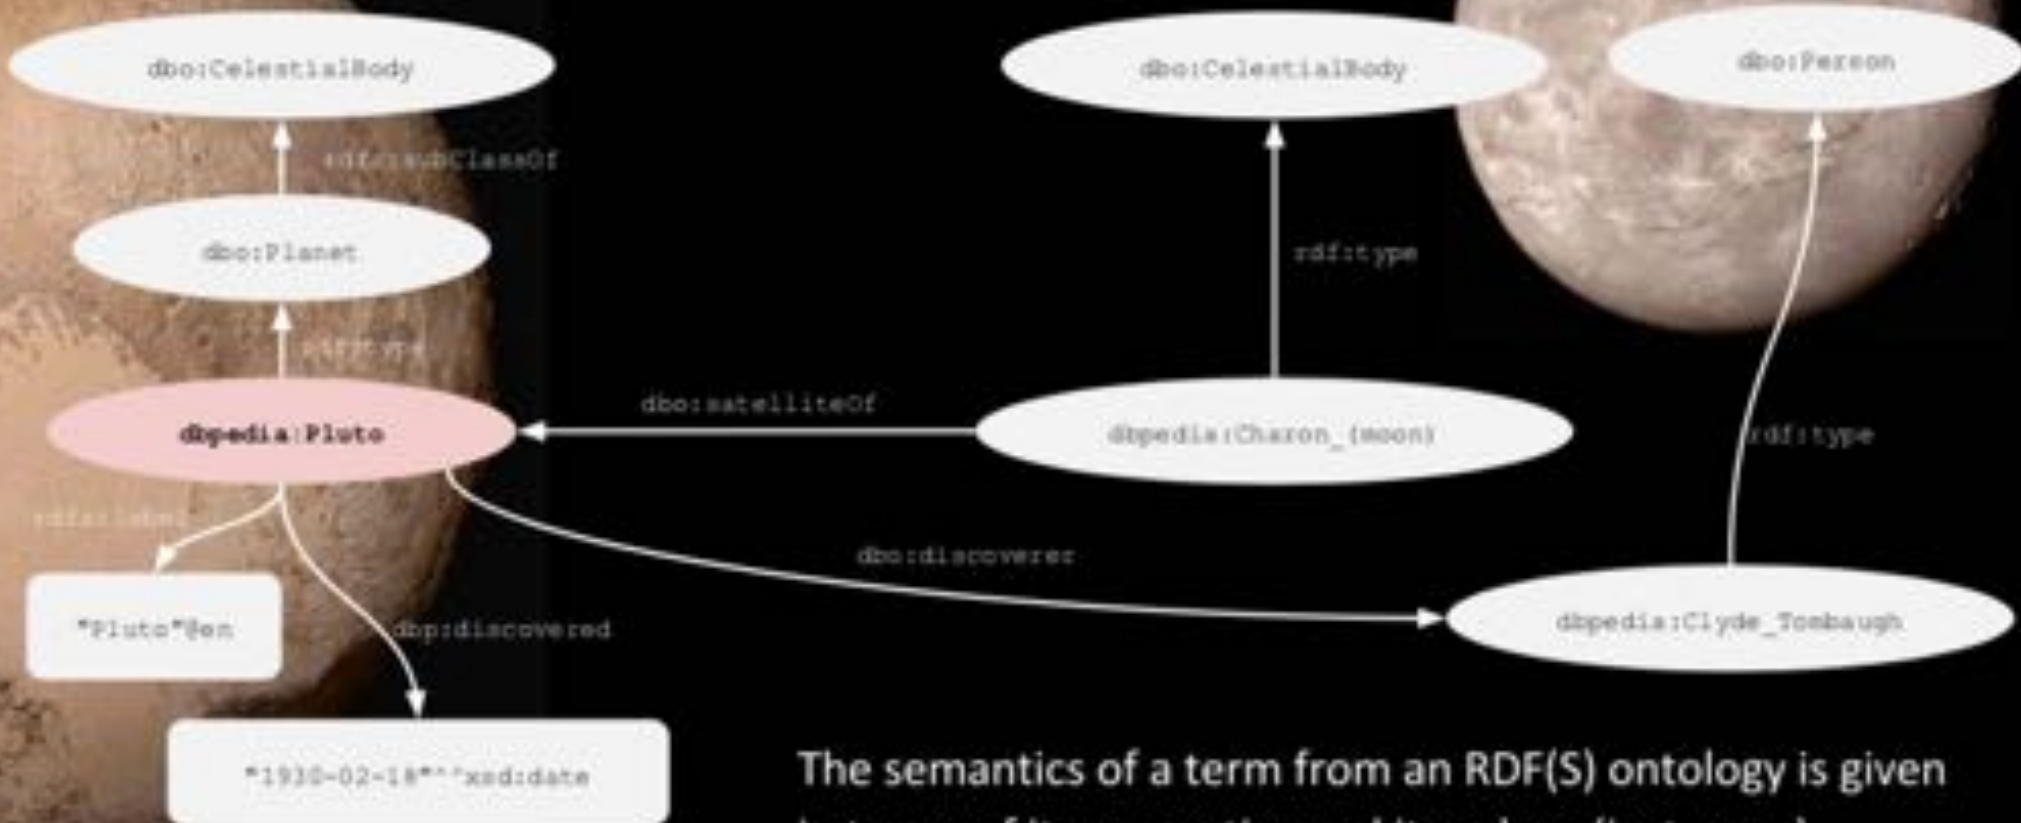 dbo:CelestialBody
dbo:CelestialBody
dbo:Person
rdfs:subClassOf
dbo:Planet
rdf:type
rdf:type
dbo:satelliteOf
dbpedia:Pluto
dbpedia:Charon_(moon)
rdf:type
rdfs:label
dbo:discoverer
"Pluto"@en
dbp:discovered
dbpedia:Clyde_Tombaugh
"1930-02-18"^^xsd:date
The semantics of a term from an RDF(S) ontology is given